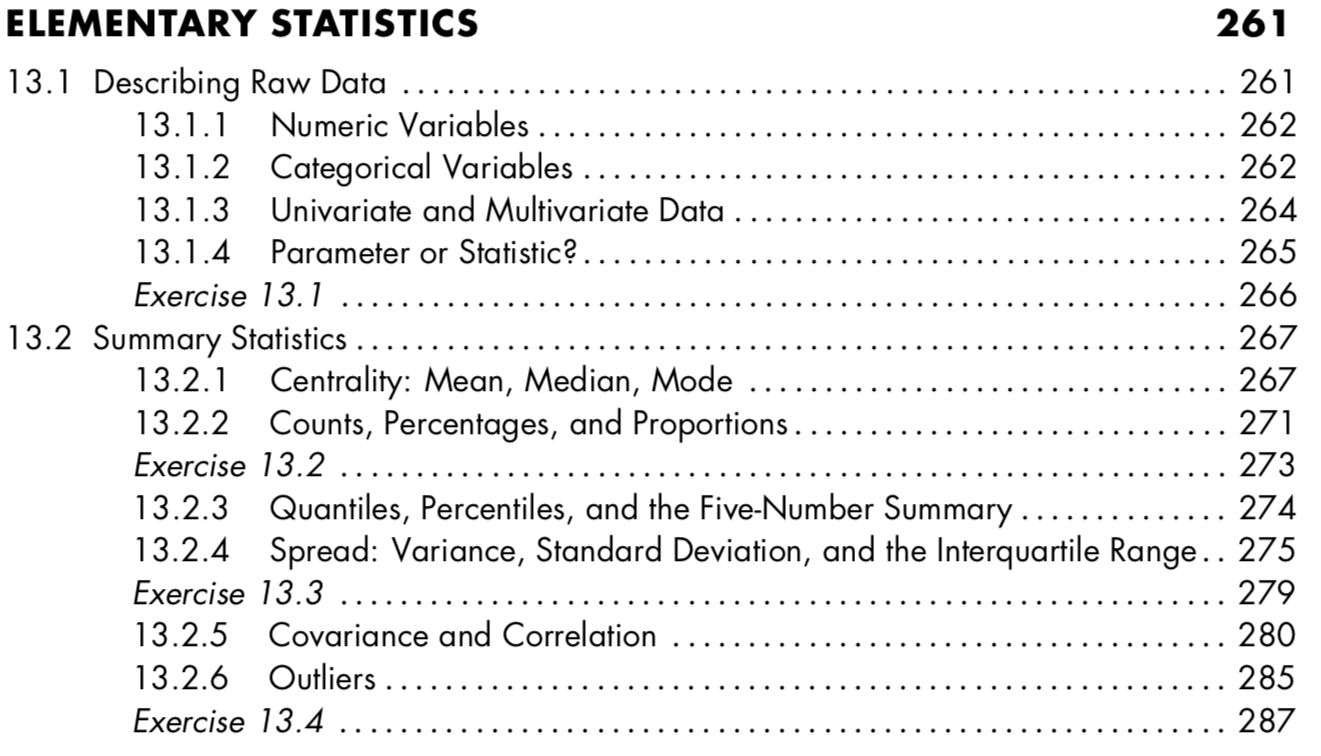 ELEMENTARY STATISTICS 261
13.1 Describing Raw Data ........................................................ 261
13.1.1 Numeric Variables ........................................................ 262
13.1.2 Categorical Variables ........................................................ 262
13.1.3 Univariate and Multivariate Data ........................................................ 264
13.1.4 Parameter or Statistic? ........................................................ 265
Exercise 13.1 ........................................................ 266
13.2 Summary Statistics ........................................................ 267
13.2.1 Centrality: Mean, Median, Mode ........................................................ 267
13.2.2 Counts, Percentages, and Proportions ........................................................ 271
Exercise 13.2 ........................................................ 273
13.2.3 Quantiles, Percentiles, and the Five-Number Summary .............. 274
13.2.4 Spread: Variance, Standard Deviation, and the Interquartile Range .. 275
Exercise 13.3 ........................................................ 279
13.2.5 Covariance and Correlation ........................................................ 280
13.2.6 Outliers ........................................................ 285
Exercise 13.4 ........................................................ 287